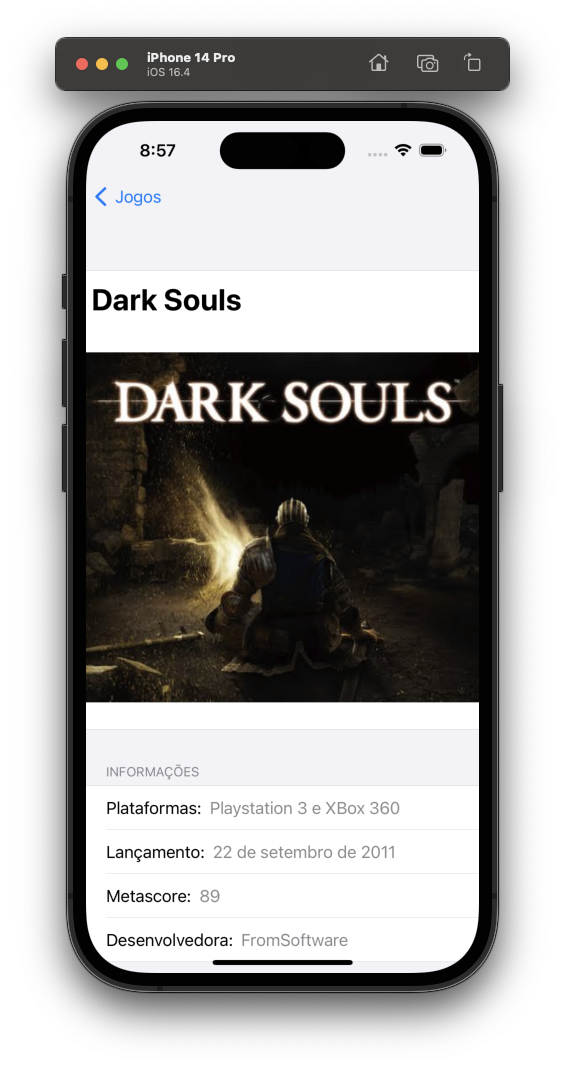 iPhone 14 Pro
iOS 16.4
8:57
Jogos
Dark Souls
DARK SOULS™
INFORMAÇÕES
Plataformas: Playstation 3 e XBox 360
Lançamento: 22 de setembro de 2011
Metascore: 89
Desenvolvedora: FromSoftware